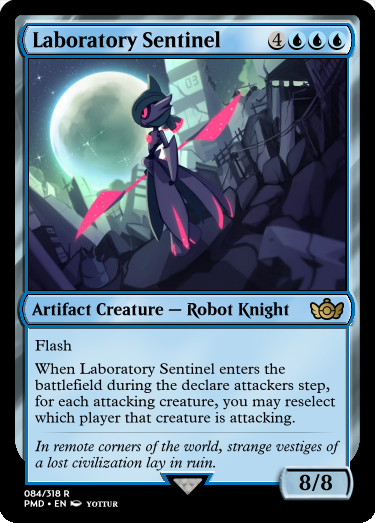 Laboratory Sentinel 4
03
Artifact Creature — Robot Knight
Flash
When Laboratory Sentinel enters the
battlefield during the declare attackers step,
for each attacking creature, you may reselect
which player that creature is attacking.
In remote corners of the world, strange vestiges of
a lost civilization lay in ruin.
8/8
084/318 R
PMD • EN YOTTUR